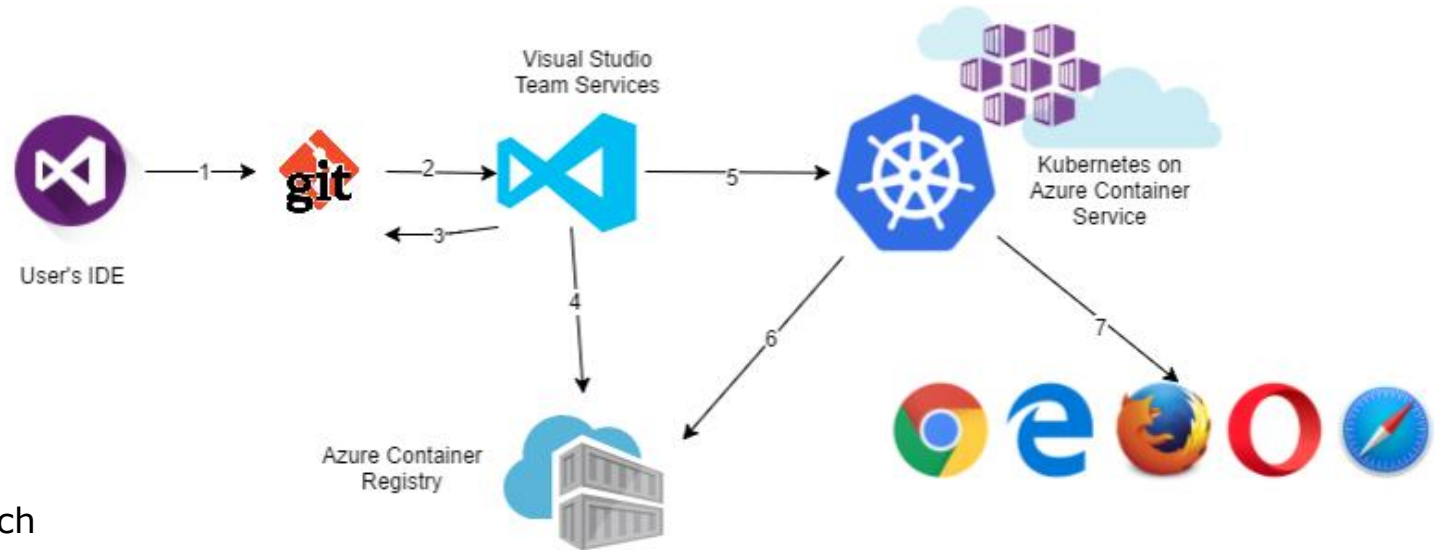 Visual Studio
Team Services
1
git
2
3
5
Kubernetes on
Azure Container
Service
User's IDE
4
6
7
Azure Container
Registry
ch